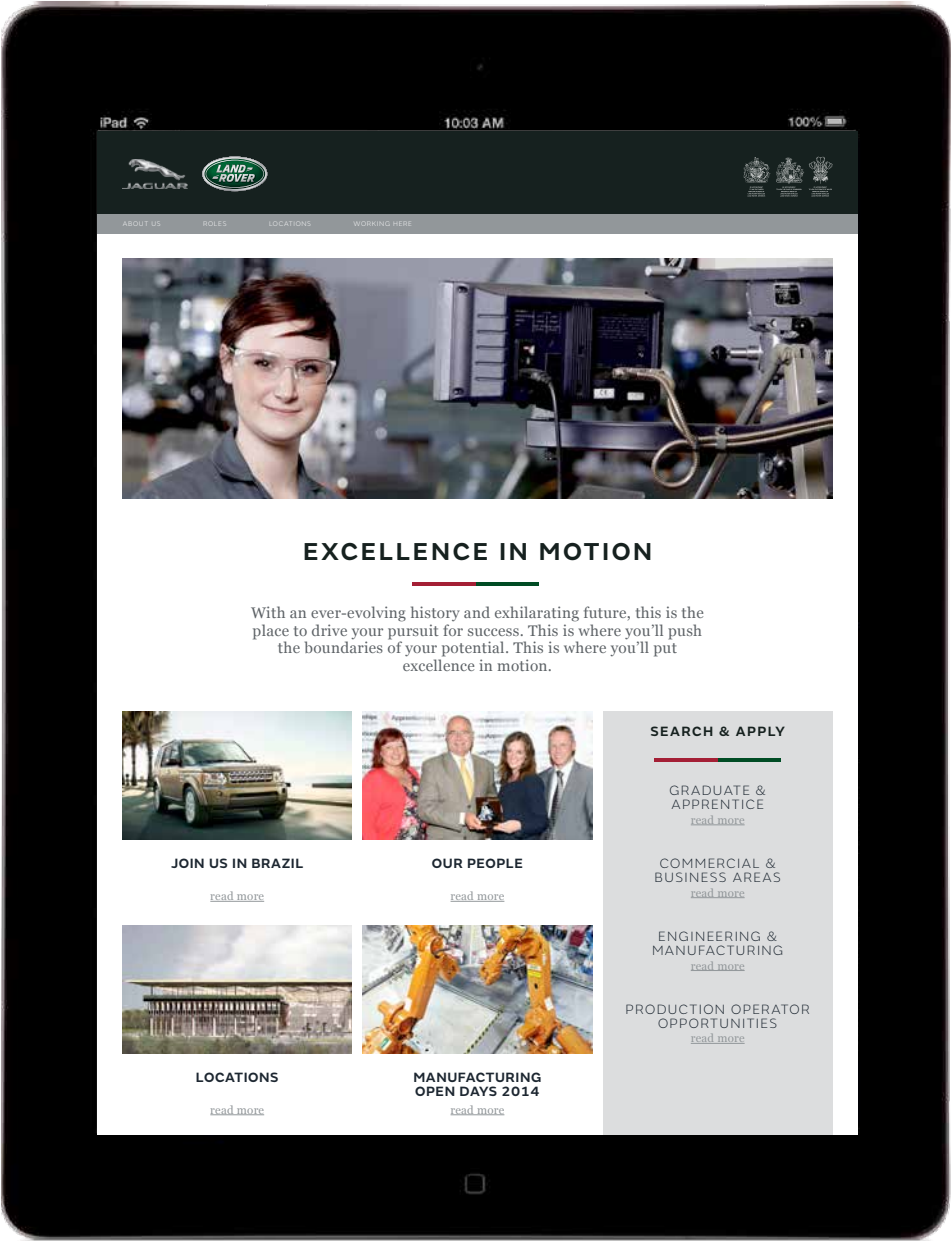 iPad 10:03 AM 100%
JAGUAR
LAND-
-ROVER
ABOUT US ROLES LOCATIONS WORKING HERE
EXCELLENCE IN MOTION
With an ever-evolving history and exhilarating future, this is the
place to drive your pursuit for success. This is where you’ll push
the boundaries of your potential. This is where you’ll put
excellence in motion.
JOIN US IN BRAZIL
read more
OUR PEOPLE
read more
LOCATIONS
read more
MANUFACTURING
OPEN DAYS 2014
read more
SEARCH & APPLY
GRADUATE &
APPRENTICE
read more
COMMERCIAL &
BUSINESS AREAS
read more
ENGINEERING &
MANUFACTURING
read more
PRODUCTION OPERATOR
OPPORTUNITIES
read more